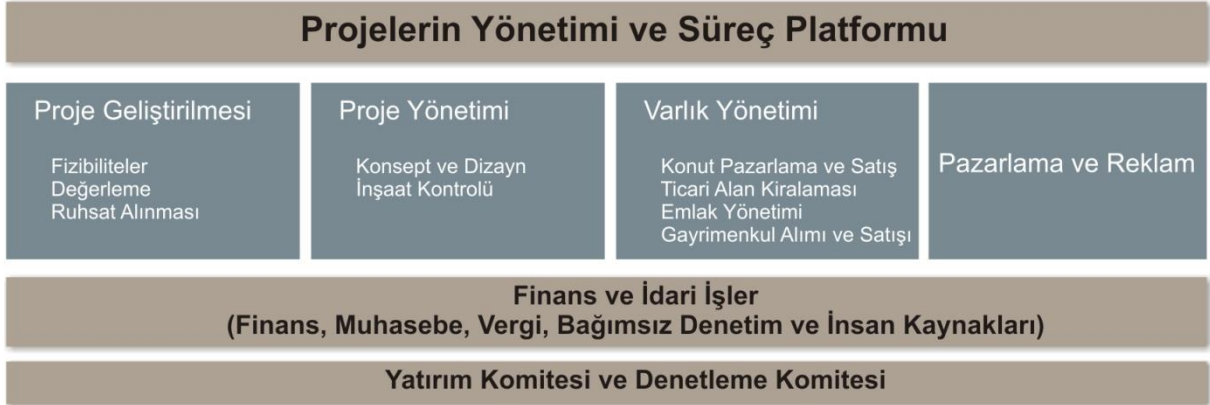 Projelerin Yönetimi ve Süreç Platformu
Proje Geliştirilmesi
Fizibiliteler
Değerleme
Ruhsat Alınması
Proje Yönetimi
Konsept ve Dizayn
İnşaat Kontrolü
Varlık Yönetimi
Konut Pazarlama ve Satış
Ticari Alan Kiralaması
Emlak Yönetimi
Gayrimenkul Alımı ve Satışı
Pazarlama ve Reklam
Finans ve İdari İşler
(Finans, Muhasebe, Vergi, Bağımsız Denetim ve İnsan Kaynakları)
Yatırım Komitesi ve Denetleme Komitesi